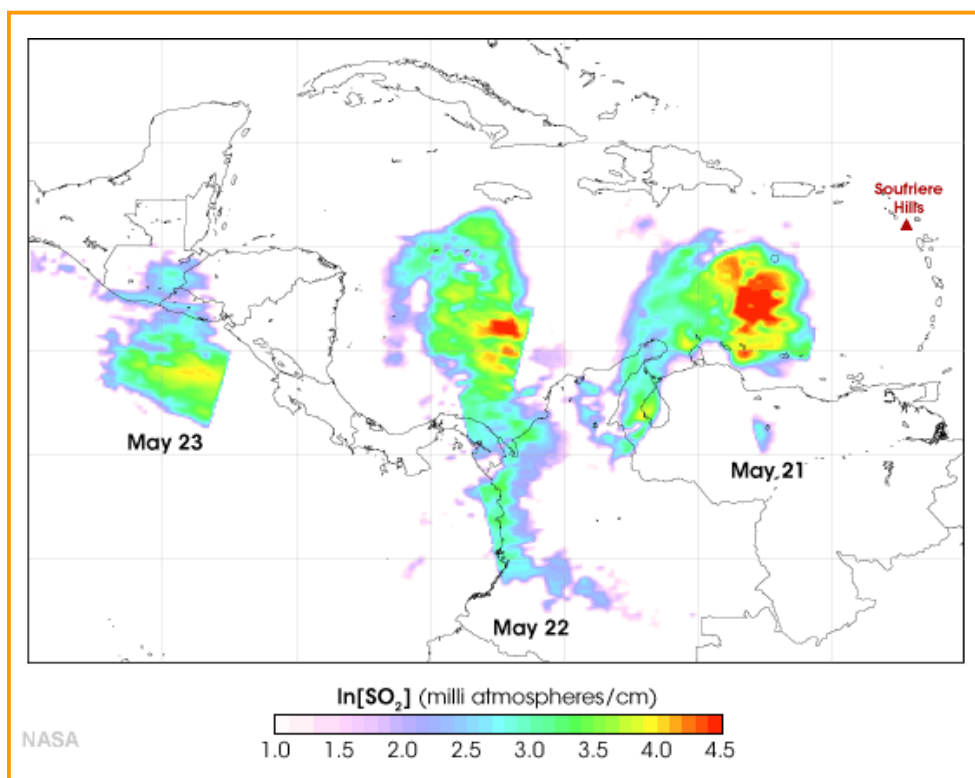 Soufriere
Hills
May 23
May 21
May 22
ln[SO₂] (milli atmospheres/cm)
1.0 1.5 2.0 2.5 3.0 3.5 4.0 4.5
NASA